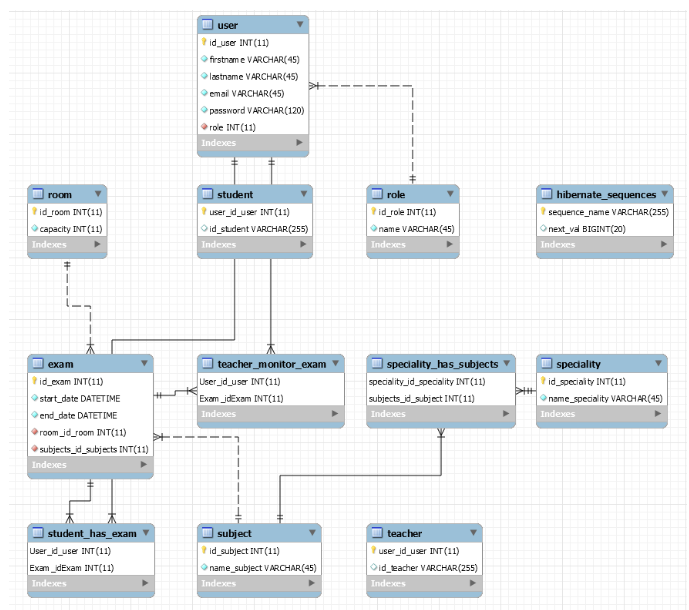 user
id_user INT(11)
firstname VARCHAR(45)
lastname VARCHAR(45)
email VARCHAR(45)
password VARCHAR(120)
role INT(11)
Indexes
room
id_room INT(11)
capacity INT(11)
Indexes
student
user_id_user INT(11)
id_student VARCHAR(255)
Indexes
role
id_role INT(11)
name VARCHAR(45)
Indexes
hibernate_sequences
sequence_name VARCHAR(255)
next_val BIGINT(20)
Indexes
exam
id_exam INT(11)
start_date DATETIME
end_date DATETIME
room_id_room INT(11)
subjects_id_subjects INT(11)
Indexes
teacher_monitor_exam
User_id_user INT(11)
Exam_idExam INT(11)
Indexes
speciality_has_subjects
speciality_id_speciality INT(11)
subjects_id_subject INT(11)
Indexes
speciality
id_speciality INT(11)
name_speciality VARCHAR(45)
Indexes
student_has_exam
User_id_user INT(11)
Exam_idExam INT(11)
Indexes
subject
id_subject INT(11)
name_subject VARCHAR(45)
Indexes
teacher
user_id_user INT(11)
id_teacher VARCHAR(255)
Indexes